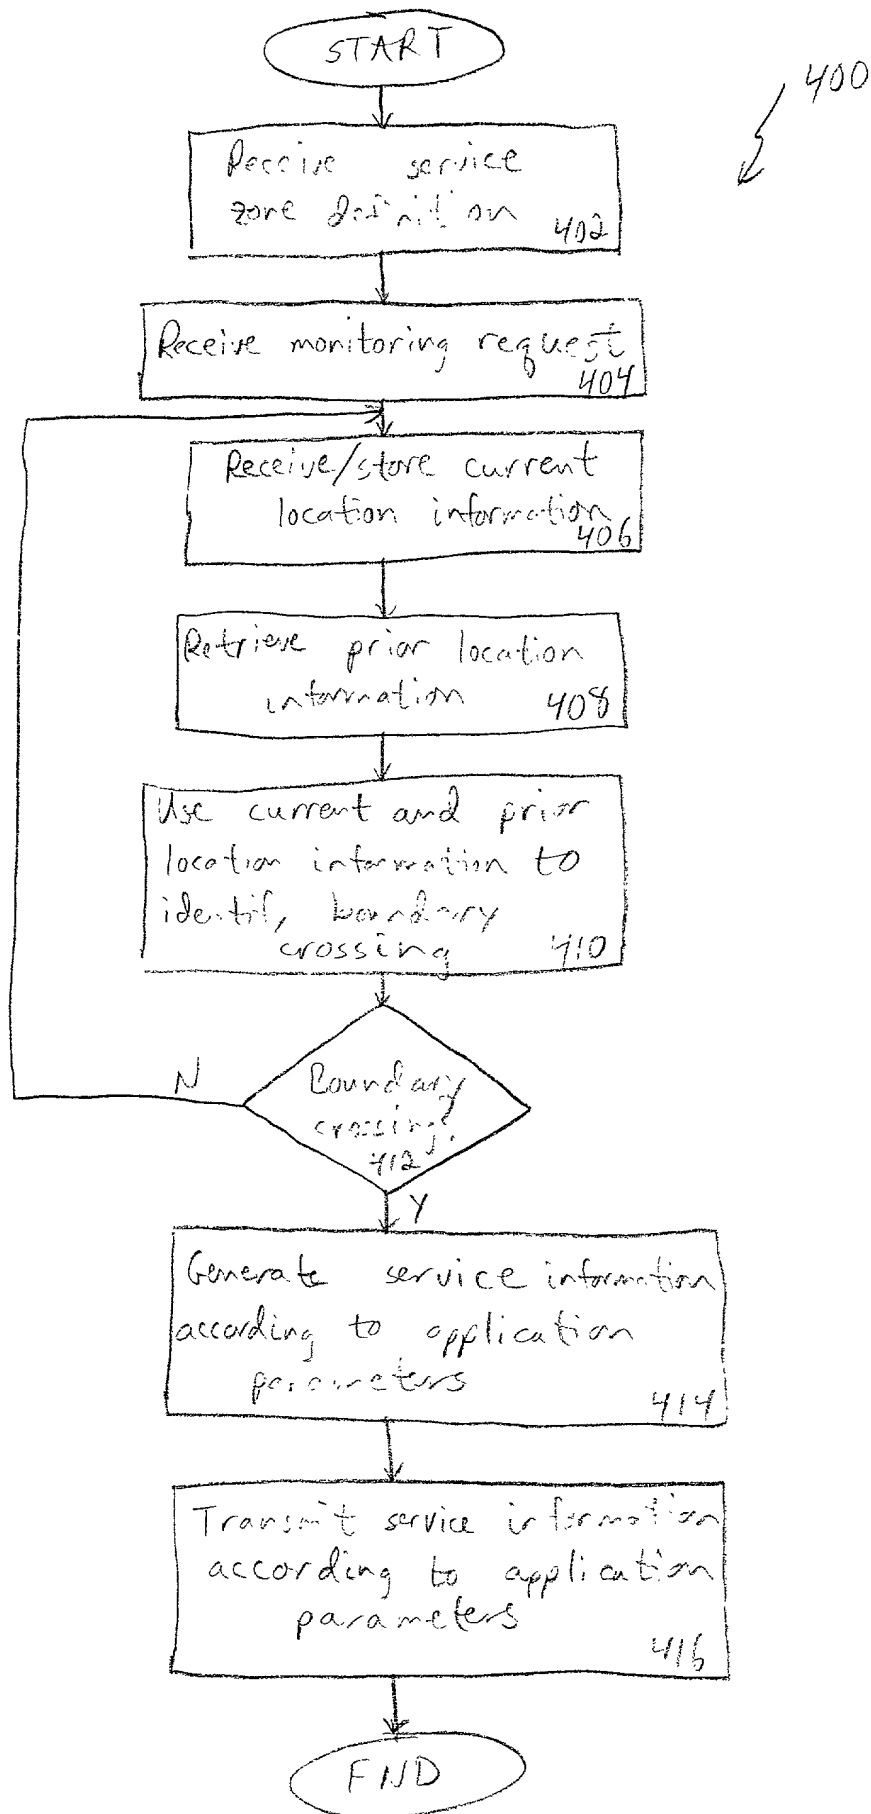 START
400
Receive service
zone definition
402
Receive monitoring request
404
Receive/store current
location information
406
Retrieve prior location
information 408
Use current and prior
location information to
identify boundary
crossing 410
N
Boundary
crossing?
412
Y
Generate service information
according to application
parameters
414
Transmit service information
according to application
parameters
416
END